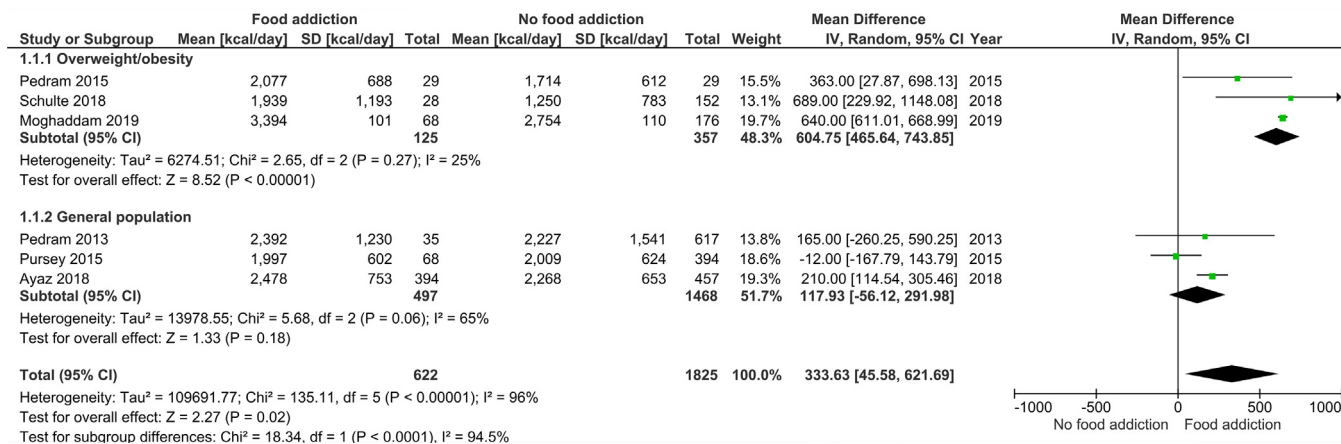 Food addiction No food addiction Mean Difference Mean Difference
Study or Subgroup Mean [kcal/day] SD [kcal/day] Total Mean [kcal/day] SD [kcal/day] Total Weight IV, Random, 95% CI Year IV, Random, 95% CI
1.1.1 Overweight/obesity
Pedram 2015 2,077 688 29 1,714 612 29 15.5% 363.00 [27.87, 698.13] 2015
Schulte 2018 1,939 1,193 28 1,250 783 152 13.1% 689.00 [229.92, 1148.08] 2018
Moghaddam 2019 3,394 101 68 2,754 110 176 19.7% 640.00 [611.01, 668.99] 2019
Subtotal (95% CI) 125 357 48.3% 604.75 [465.64, 743.85]
Heterogeneity: Tau² = 6274.51; Chi² = 2.65, df = 2 (P = 0.27); I² = 25%
Test for overall effect: Z = 8.52 (P < 0.00001)
1.1.2 General population
Pedram 2013 2,392 1,230 35 2,227 1,541 617 13.8% 165.00 [-260.25, 590.25] 2013
Pursey 2015 1,997 602 68 2,009 624 394 18.6% -12.00 [-167.79, 143.79] 2015
Ayaz 2018 2,478 753 394 2,268 653 457 19.3% 210.00 [114.54, 305.46] 2018
Subtotal (95% CI) 497 1468 51.7% 117.93 [-56.12, 291.98]
Heterogeneity: Tau² = 13978.55; Chi² = 5.68, df = 2 (P = 0.06); I² = 65%
Test for overall effect: Z = 1.33 (P = 0.18)
Total (95% CI) 622 1825 100.0% 333.63 [45.58, 621.69]
Heterogeneity: Tau² = 109691.77; Chi² = 135.11, df = 5 (P < 0.00001); I² = 96%
Test for overall effect: Z = 2.27 (P = 0.02)
Test for subgroup differences: Chi² = 18.34, df = 1 (P < 0.0001), I² = 94.5%
-1000 -500 0 500 1000
No food addiction Food addiction